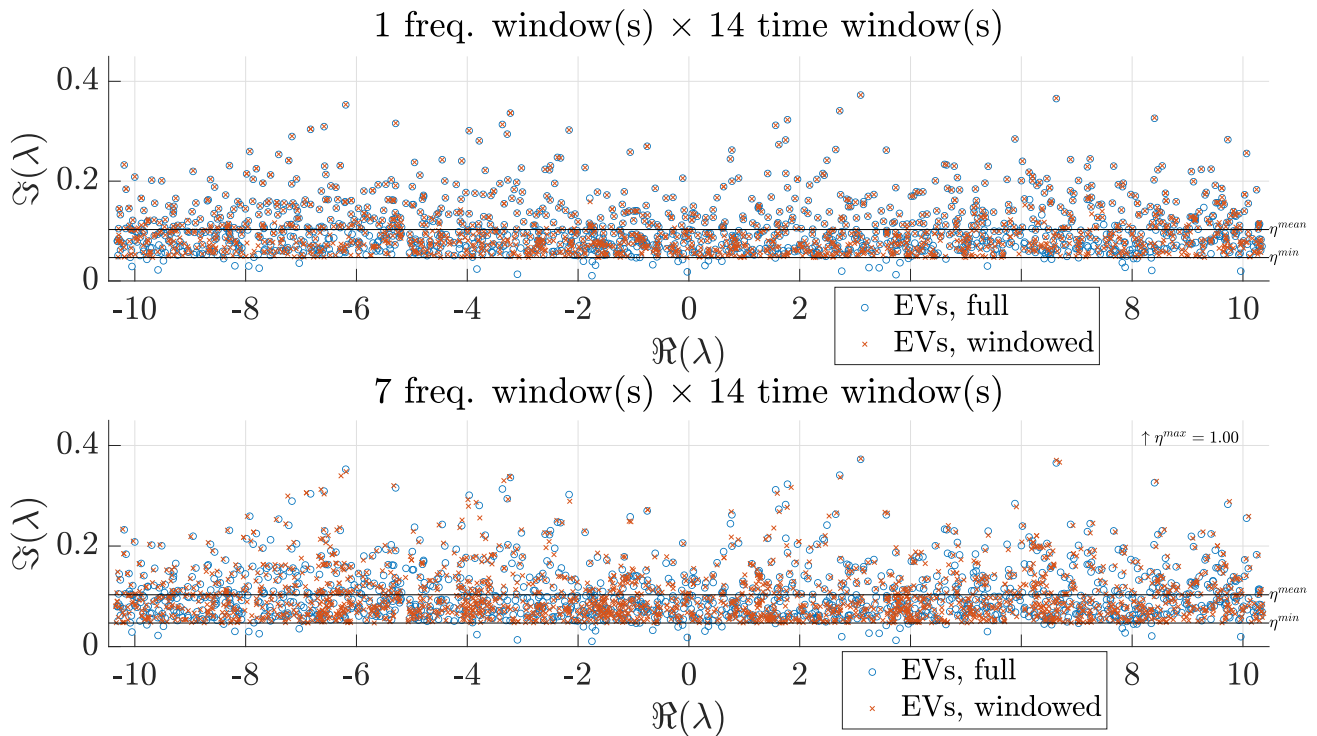 1 freq. window(s) × 14 time window(s)
ℑ(λ)
0.4
0.2
0
η^{mean}
η^{min}
-10 -8 -6 -4 -2 0 2 8 10
ℜ(λ)
EVs, full
EVs, windowed
7 freq. window(s) × 14 time window(s)
ℑ(λ)
0.4
0.2
0
↑ η^{max} = 1.00
η^{mean}
η^{min}
-10 -8 -6 -4 -2 0 2 8 10
ℜ(λ)
EVs, full
EVs, windowed